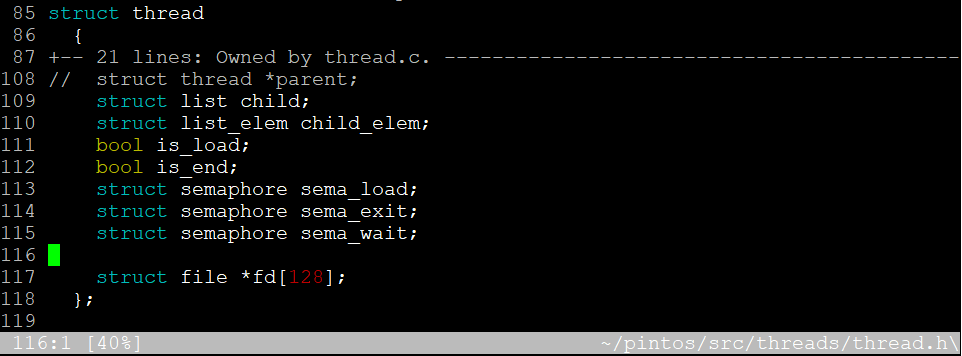 85 struct thread
86   {
87 +-- 21 lines: Owned by thread.c. -------------------------------------------
108 //  struct thread *parent;
109     struct list child;
110     struct list_elem child_elem;
111     bool is_load;
112     bool is_end;
113     struct semaphore sema_load;
114     struct semaphore sema_exit;
115     struct semaphore sema_wait;
116
117     struct file *fd[128];
118   };
119
116:1 [40%] ~/pintos/src/threads/thread.h\